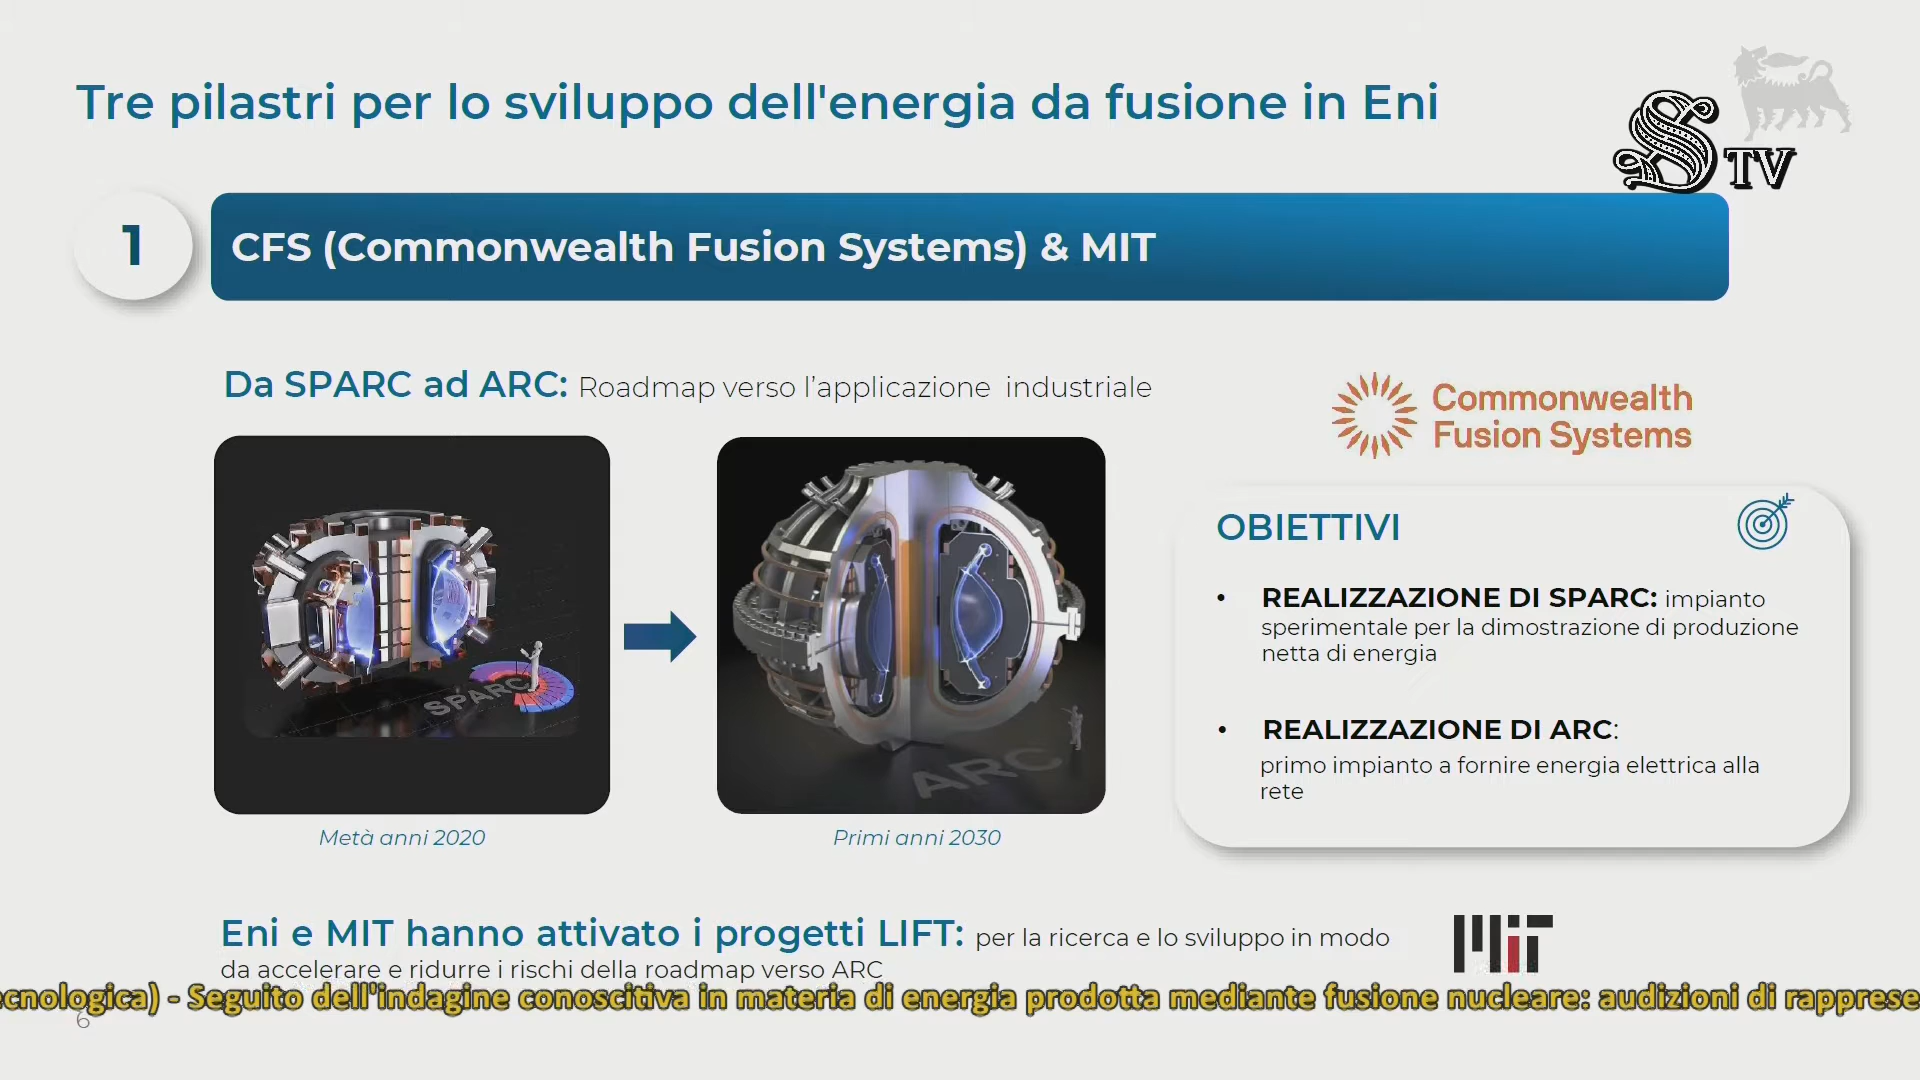 Tre pilastri per lo sviluppo dell'energia da fusione in Eni
S TV
1
CFS (Commonwealth Fusion Systems) & MIT
Da SPARC ad ARC: Roadmap verso l'applicazione industriale
Commonwealth
Fusion Systems
SPARC
ARC
Metà anni 2020
Primi anni 2030
OBIETTIVI
• REALIZZAZIONE DI SPARC: impianto
sperimentale per la dimostrazione di produzione
netta di energia
• REALIZZAZIONE DI ARC:
primo impianto a fornire energia elettrica alla
rete
Eni e MIT hanno attivato i progetti LIFT: per la ricerca e lo sviluppo in modo
da accelerare e ridurre i rischi della roadmap verso ARC
MIT
ecnologica) - Seguito dell'indagine conoscitiva in materia di energia prodotta mediante fusione nucleare: audizioni di rapprese
6